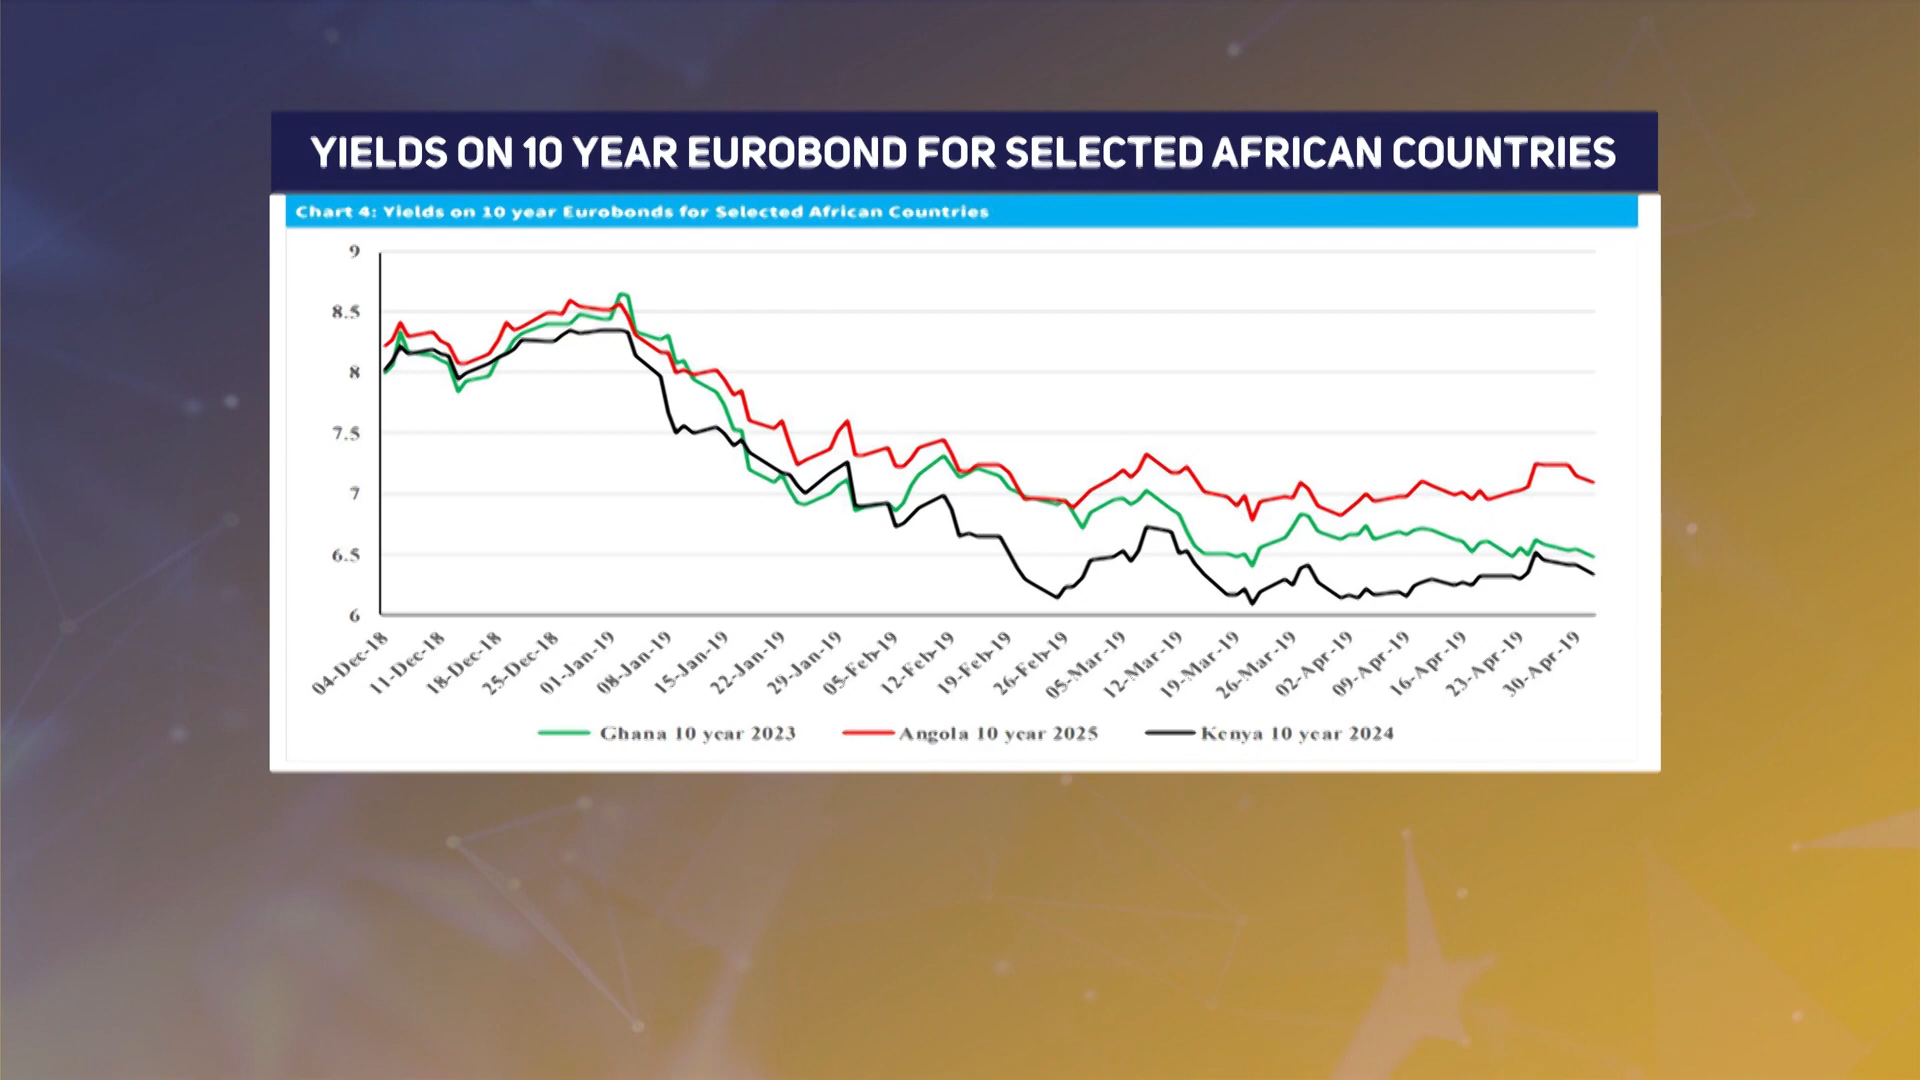 YIELDS ON 10 YEAR EUROBOND FOR SELECTED AFRICAN COUNTRIES
Chart 4: Yields on 10 year Eurobonds for Selected African Countries
9
8.5
8
7.5
7
6.5
6
04-Dec-18
11-Dec-18
18-Dec-18
25-Dec-18
01-Jan-19
08-Jan-19
15-Jan-19
22-Jan-19
29-Jan-19
05-Feb-19
12-Feb-19
19-Feb-19
26-Feb-19
05-Mar-19
12-Mar-19
19-Mar-19
26-Mar-19
02-Apr-19
09-Apr-19
16-Apr-19
23-Apr-19
30-Apr-19
Ghana 10 year 2023
Angola 10 year 2025
Kenya 10 year 2024